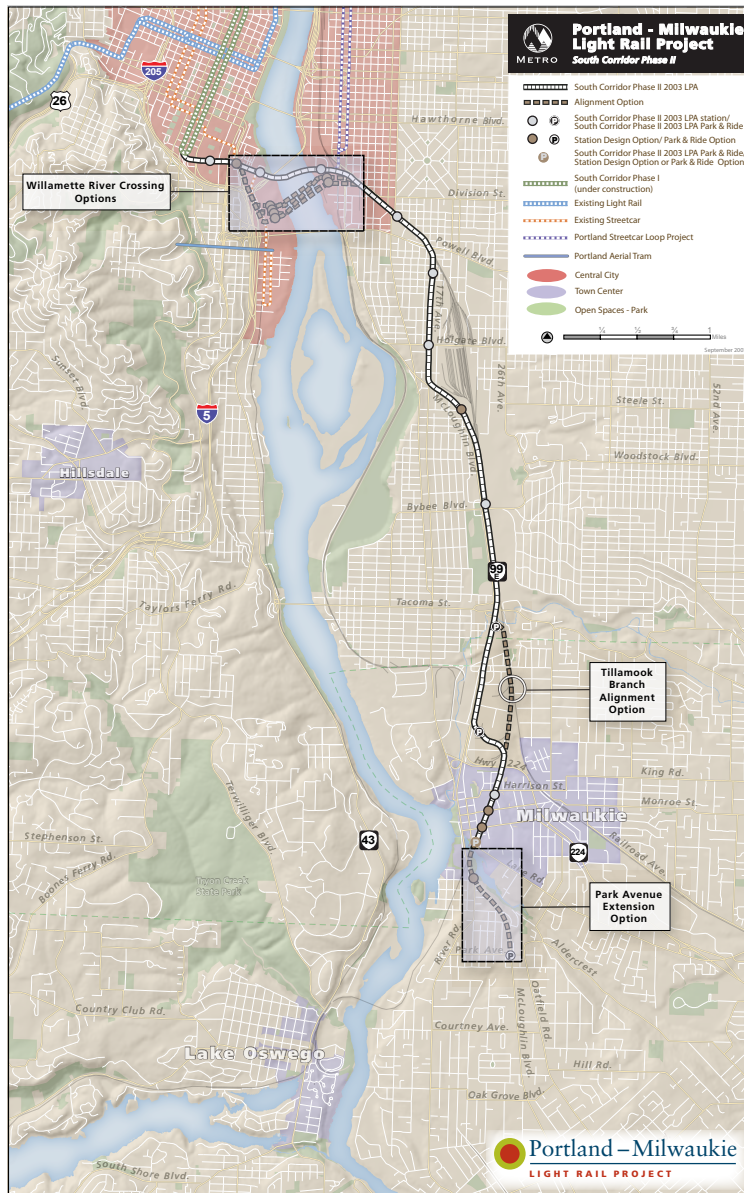 Portland - Milwaukie
Light Rail Project
South Corridor Phase II
METRO
South Corridor Phase II 2003 LPA
Alignment Option
South Corridor Phase II 2003 LPA station/
South Corridor Phase II 2003 LPA Park & Ride
Station Design Option/ Park & Ride Option
South Corridor Phase II 2003 LPA Park & Ride/
Station Design Option or Park & Ride Option
South Corridor Phase I
(under construction)
Existing Light Rail
Existing Streetcar
Portland Streetcar Loop Project
Portland Aerial Tram
Central City
Town Center
Open Spaces - Park
1
Miles
205
26
Hawthorne Blvd.
Willamette River Crossing
Options
Division St.
Powell Blvd.
17th Ave.
Holgate Blvd.
26th Ave.
52nd Ave.
Sunset Blvd.
5
McLoughlin Blvd.
Steele St.
Hillsdale
Woodstock Blvd.
Bybee Blvd.
99
E
Taylors Ferry Rd.
Tacoma St.
Tillamook
Branch
Alignment
Option
Hwy 224
King Rd.
Harrison St.
Monroe St.
Terwilliger Blvd.
Milwaukie
Stephenson St.
43
224
Railroad Ave.
Boones Ferry Rd.
Tryon Creek
State Park
Lake Rd.
Park Avenue
Extension
Option
River Rd.
Park Ave.
Aldercrest
Country Club Rd.
Courtney Ave.
McLoughlin Blvd.
Oatfield Rd.
Lake Oswego
Hill Rd.
Oak Grove Blvd.
South Shore Blvd.
Portland – Milwaukie
LIGHT RAIL PROJECT